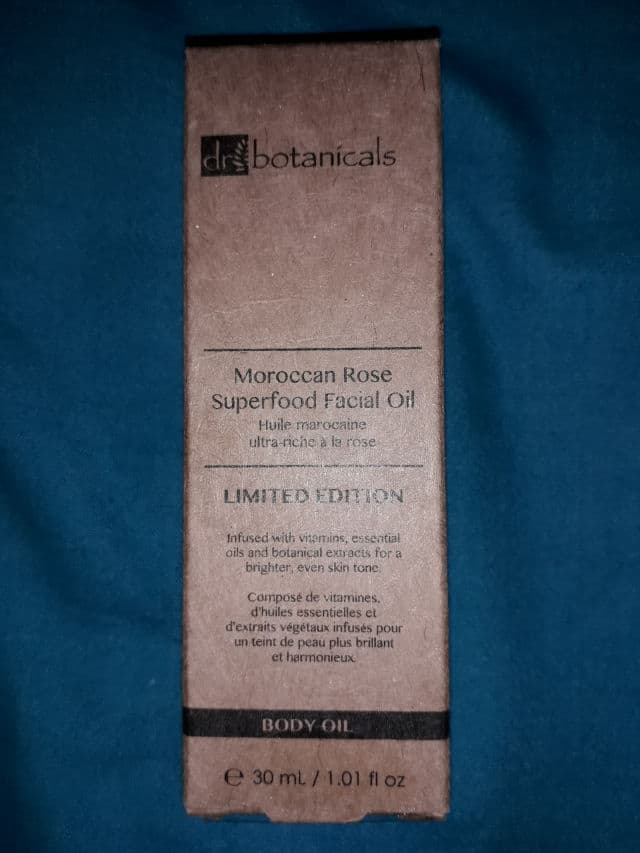 dr botanicals
Moroccan Rose
Superfood Facial Oil
Huile marocaine
ultra-riche à la rose
LIMITED EDITION
Infused with vitamins, essential
oils and botanical extracts for a
brighter, even skin tone.
Composé de vitamines,
d'huiles essentielles et
d'extraits végétaux infusés pour
un teint de peau plus brillant
et harmonieux.
BODY OIL
℮ 30 mL / 1.01 fl oz